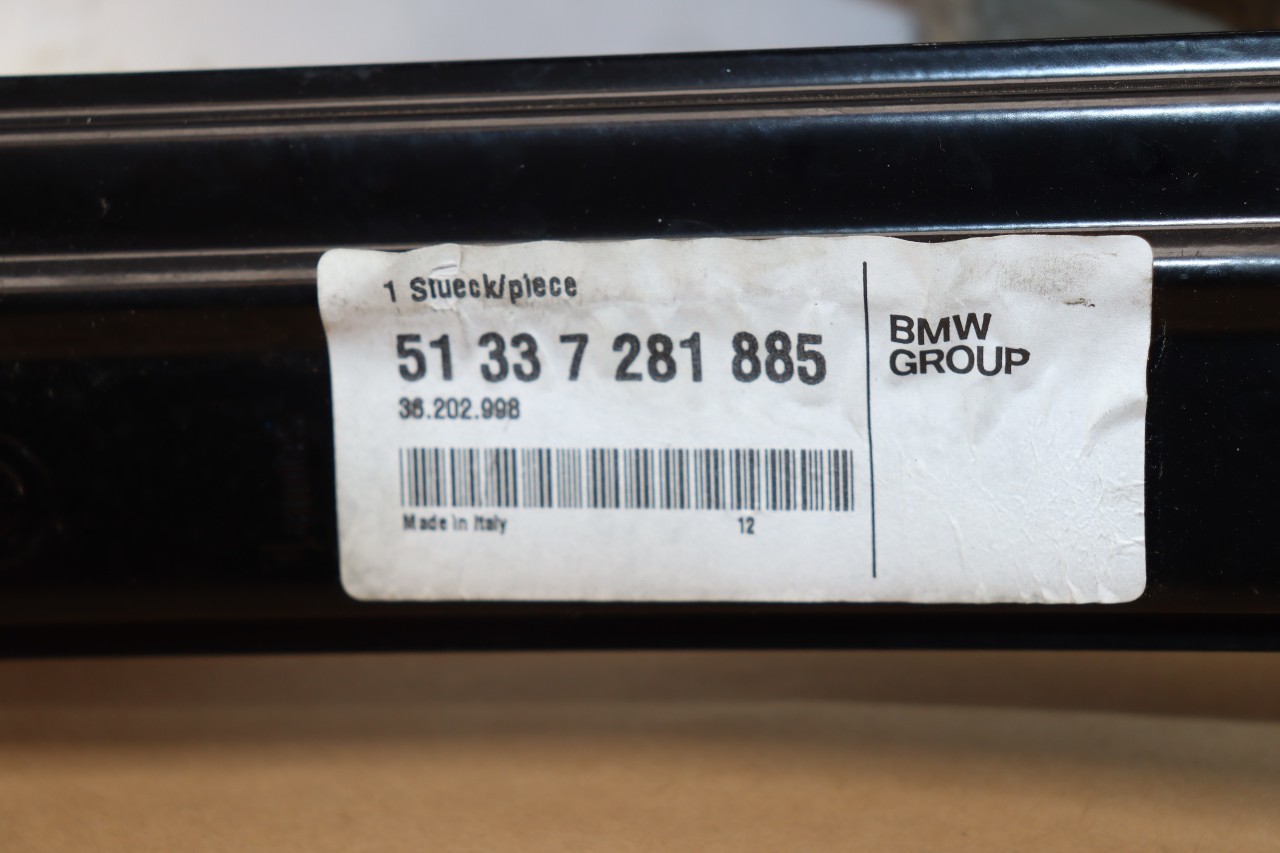 1 Stueck/piece
51 33 7 281 885
36.202.998
Made in Italy 12
BMW
GROUP